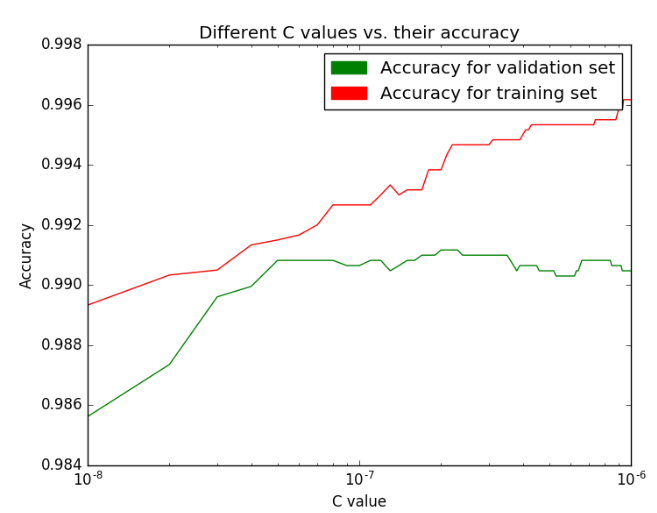 Different C values vs. their accuracy
0.998
0.996
0.994
0.992
0.990
0.988
0.986
0.984
Accuracy
Accuracy for validation set
Accuracy for training set
10^-8
10^-7
10^-6
C value